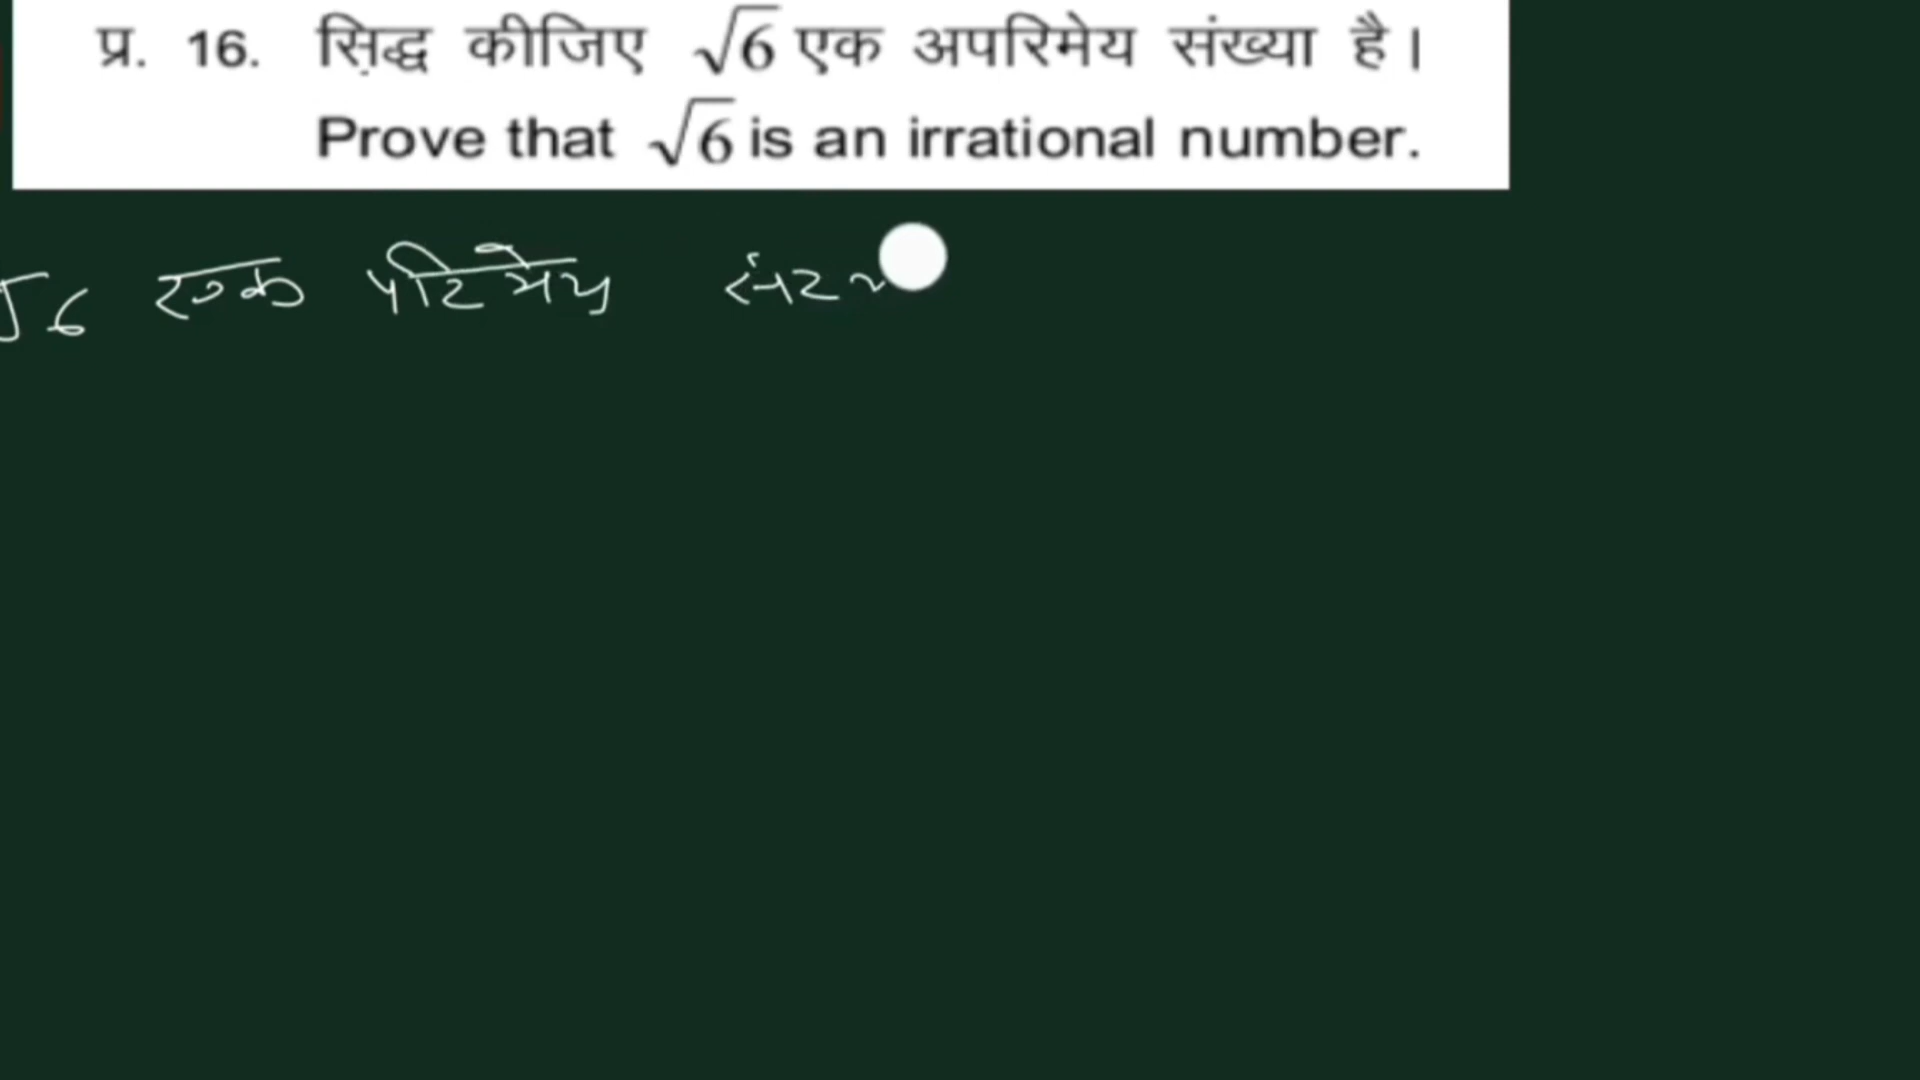 प्र. 16. सिद्ध कीजिए √6 एक अपरिमेय संख्या है।
Prove that √6 is an irrational number.
√6 एक परिमेय